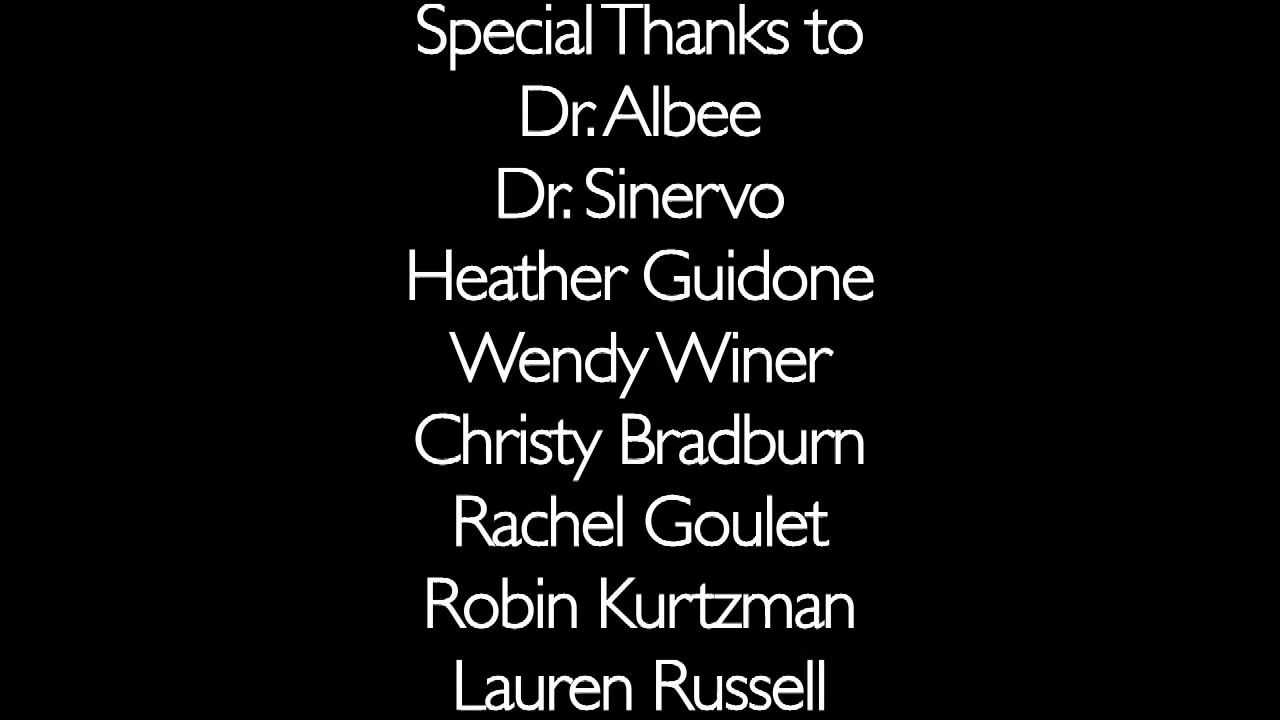 Special Thanks to
Dr. Albee
Dr. Sinervo
Heather Guidone
Wendy Winer
Christy Bradburn
Rachel Goulet
Robin Kurtzman
Lauren Russell